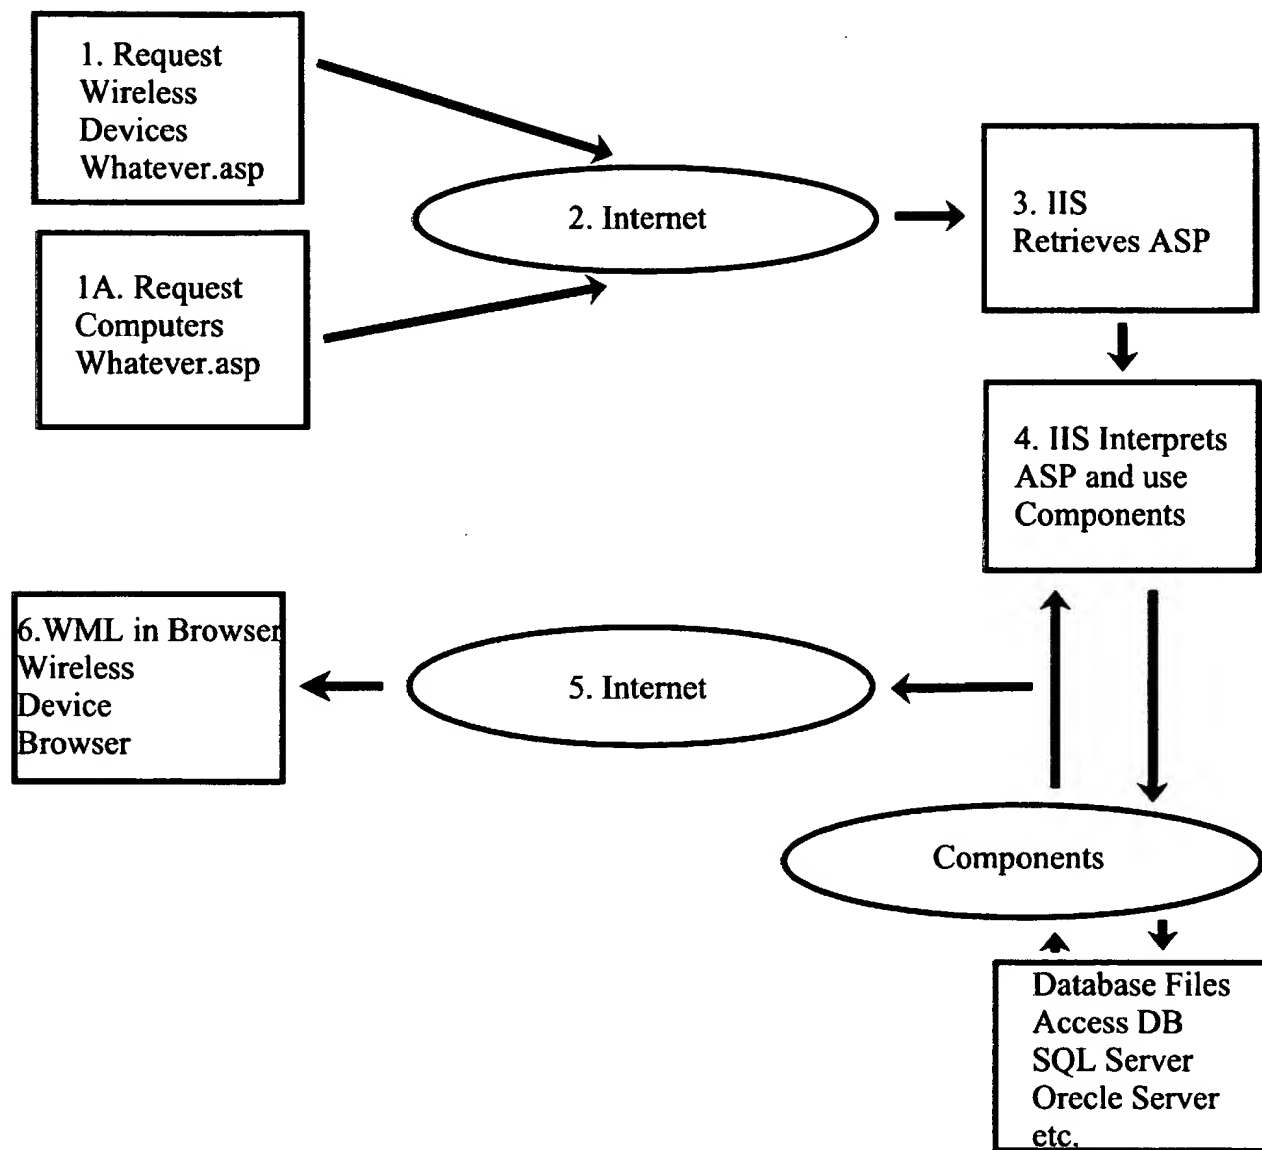 1. Request
Wireless
Devices
Whatever.asp
2. Internet
3. IIS
Retrieves ASP
1A. Request
Computers
Whatever.asp
4. IIS Interprets
ASP and use
Components
6.WML in Browser
Wireless
Device
Browser
5. Internet
Components
Database Files
Access DB
SQL Server
Orecle Server
etc.